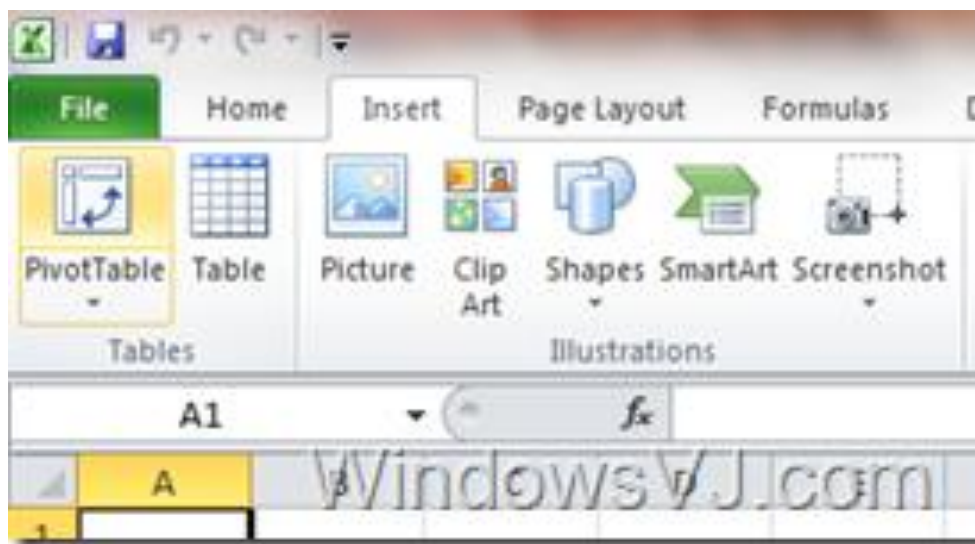 File Home Insert Page Layout Formulas
PivotTable Table Picture Clip Art Shapes SmartArt Screenshot
Tables Illustrations
A1 fx
A B C D E
WindowsVJ.com
1